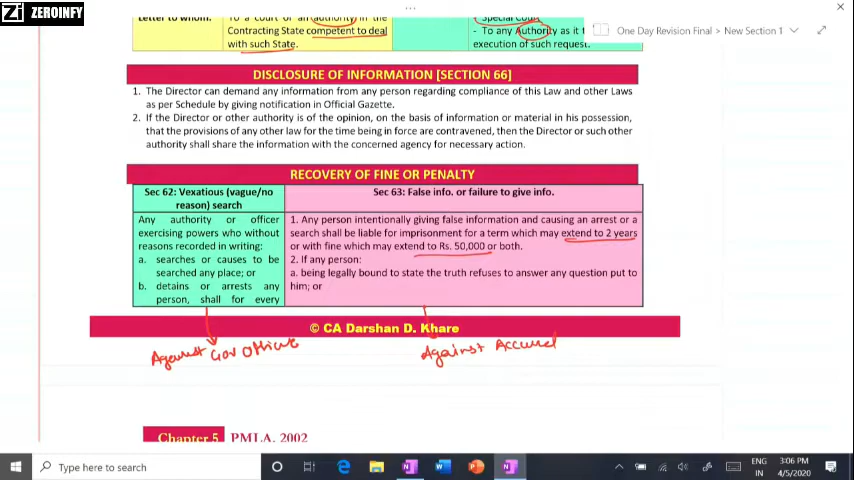 ZEROINFY
Letter to whom.
To a court or an authority in the
Contracting State competent to deal
with such State.
- Special Court
- To any Authority as it t
execution of such request.
One Day Revision Final > New Section 1
DISCLOSURE OF INFORMATION [SECTION 66]
1. The Director can demand any information from any person regarding compliance of this Law and other Laws
as per Schedule by giving notification in Official Gazette.
2. If the Director or other authority is of the opinion, on the basis of information or material in his possession,
that the provisions of any other law for the time being in force are contravened, then the Director or such other
authority shall share the information with the concerned agency for necessary action.
RECOVERY OF FINE OR PENALTY
Sec 62: Vexatious (vague/no
reason) search
Any authority or officer
exercising powers who without
reasons recorded in writing:
a. searches or causes to be
searched any place; or
b. detains or arrests any
person, shall for every
Sec 63: False info. or failure to give info.
1. Any person intentionally giving false information and causing an arrest or a
search shall be liable for imprisonment for a term which may extend to 2 years
or with fine which may extend to Rs. 50,000 or both.
2. If any person:
a. being legally bound to state the truth refuses to answer any question put to
him; or
© CA Darshan D. Khare
Against Gov Officer
Against Accused
Chapter 5 PMLA, 2002
Type here to search
ENG
IN
3:06 PM
4/5/2020